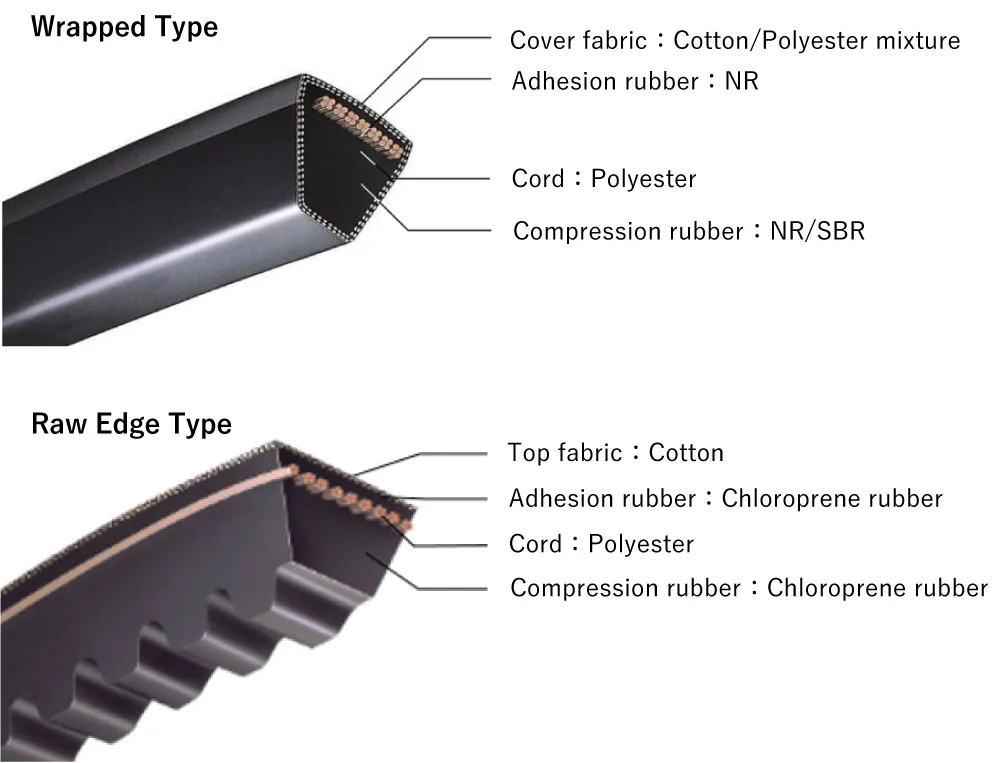 Wrapped Type
Cover fabric：Cotton/Polyester mixture
Adhesion rubber：NR
Cord：Polyester
Compression rubber：NR/SBR
Raw Edge Type
Top fabric：Cotton
Adhesion rubber：Chloroprene rubber
Cord：Polyester
Compression rubber：Chloroprene rubber